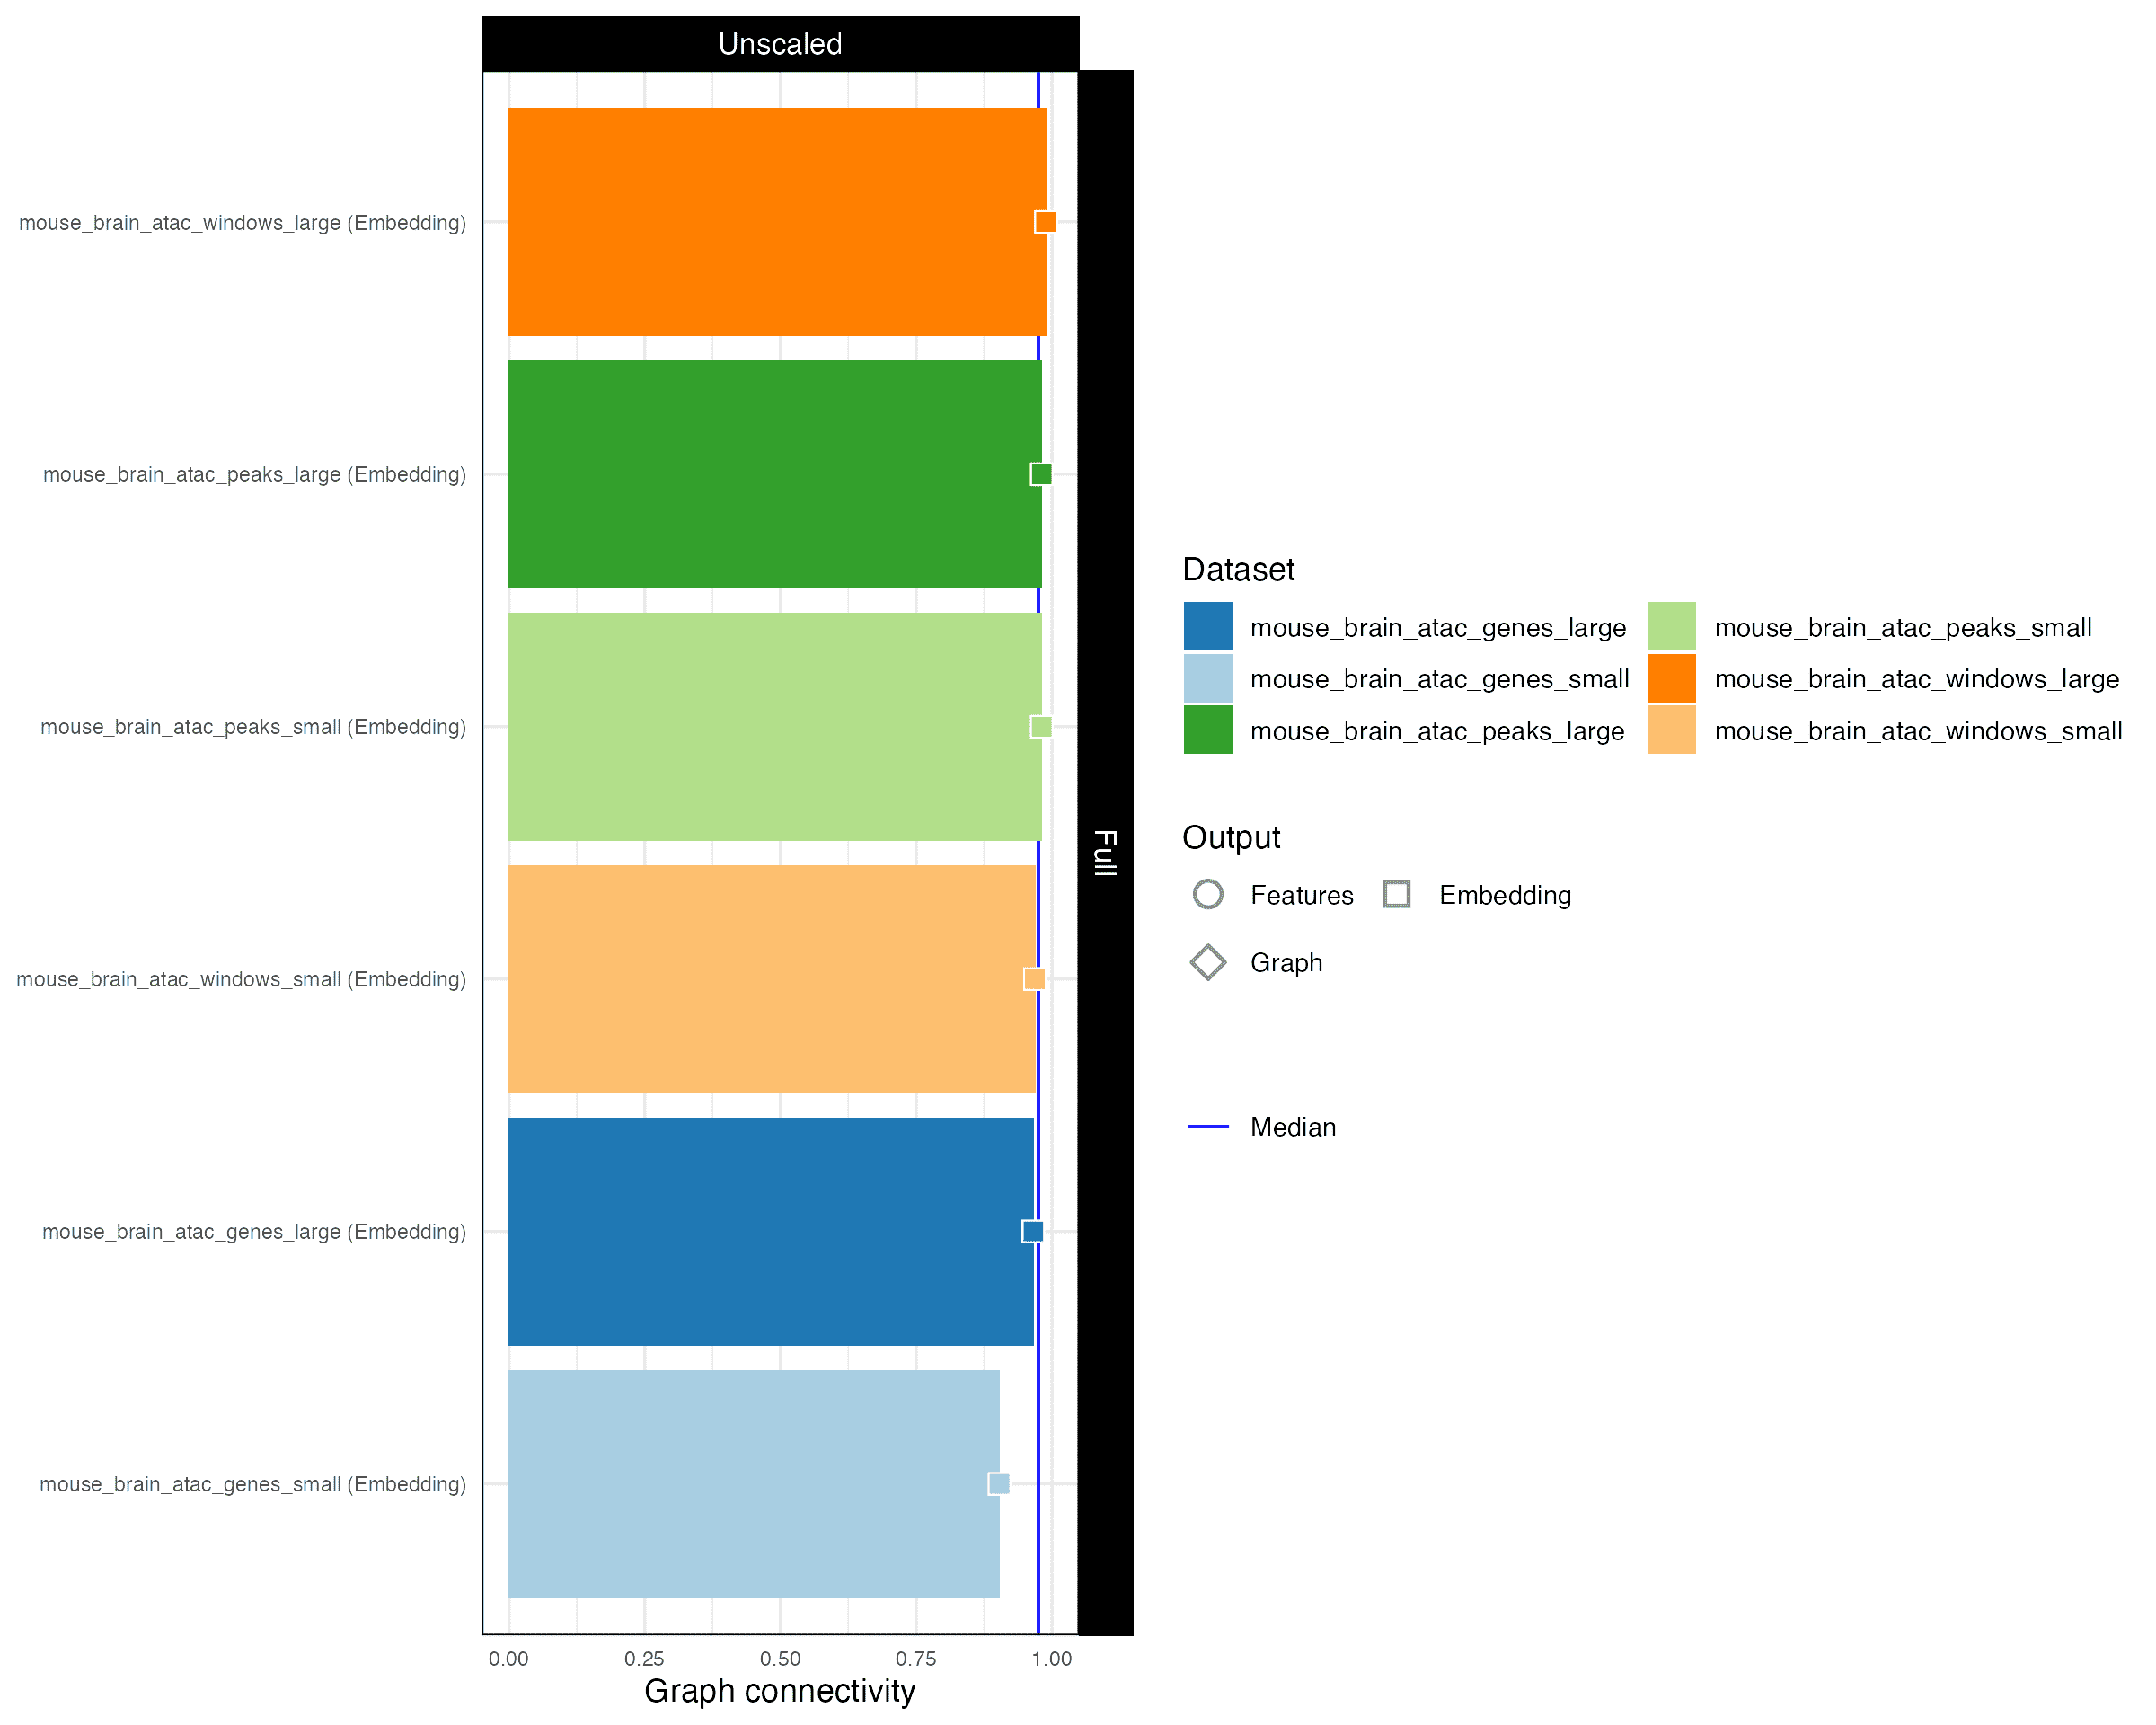 Unscaled
mouse_brain_atac_windows_large (Embedding)
mouse_brain_atac_peaks_large (Embedding)
mouse_brain_atac_peaks_small (Embedding)
mouse_brain_atac_windows_small (Embedding)
mouse_brain_atac_genes_large (Embedding)
mouse_brain_atac_genes_small (Embedding)
0.00 0.25 0.50 0.75 1.00
Graph connectivity
Full
Dataset
mouse_brain_atac_genes_large mouse_brain_atac_peaks_small
mouse_brain_atac_genes_small mouse_brain_atac_windows_large
mouse_brain_atac_peaks_large mouse_brain_atac_windows_small
Output
Features Embedding
Graph
Median